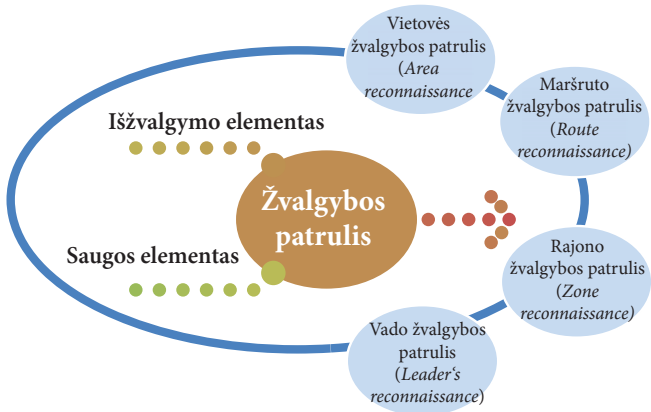 Vietovės
žvalgybos patrulis
(Area
reconnaissance
Maršruto
žvalgybos patrulis
(Route
reconnaissance)
Išžvalgymo elementas
Žvalgybos
patrulis
Saugos elementas
Rajono
žvalgybos patrulis
(Zone
reconnaissance)
Vado žvalgybos
patrulis
(Leader‘s
reconnaissance)